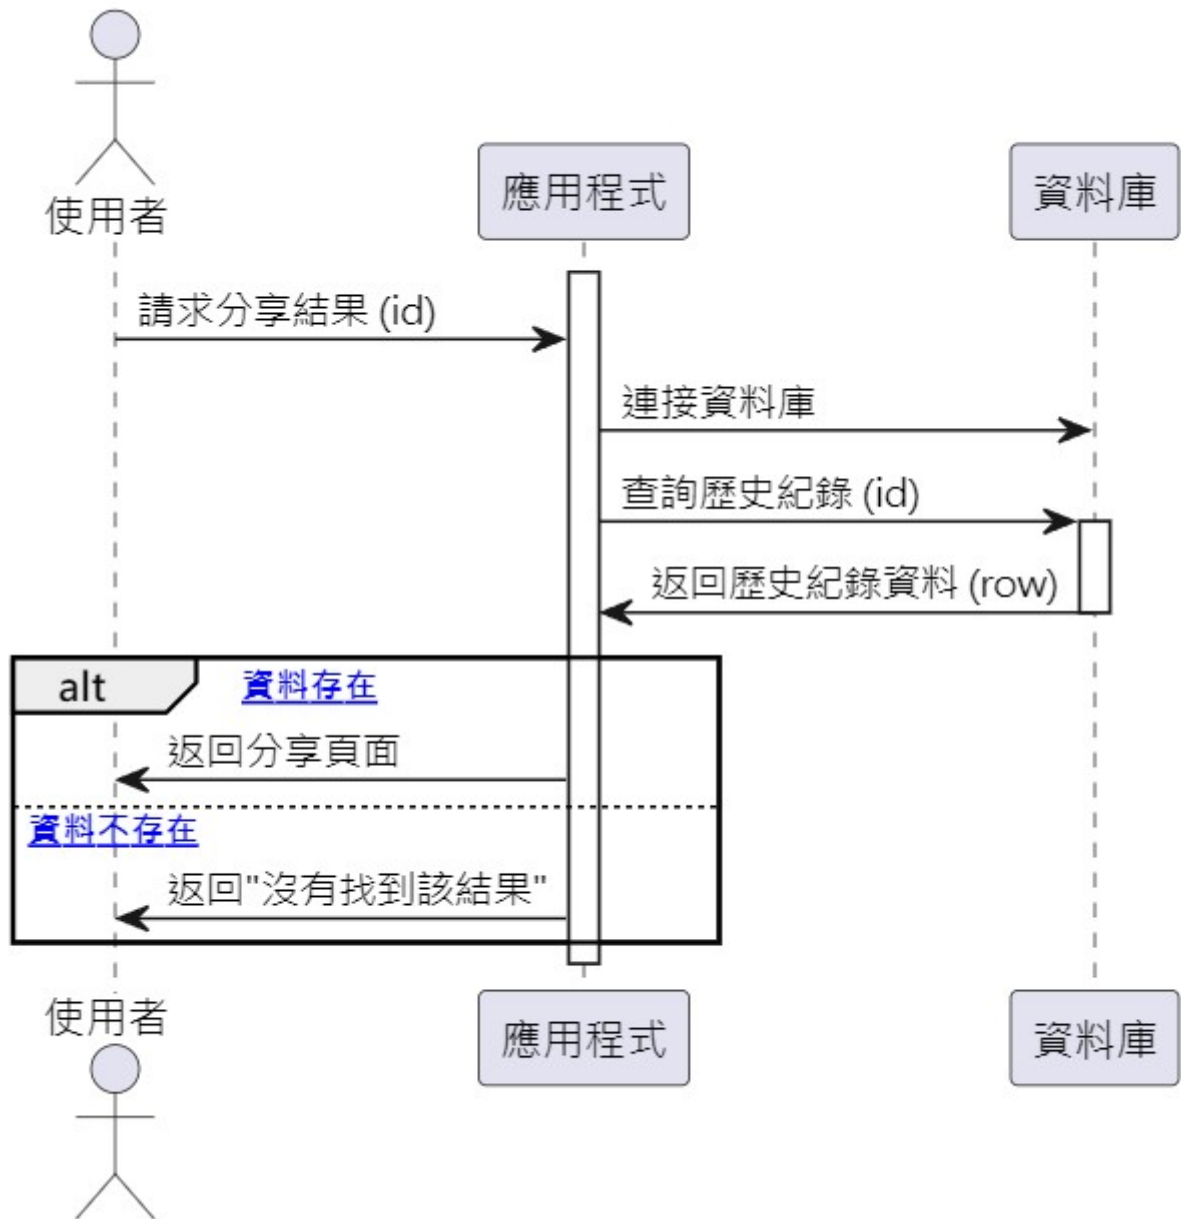 使用者
應用程式
資料庫
請求分享結果 (id)
連接資料庫
查詢歷史紀錄 (id)
返回歷史紀錄資料 (row)
alt
資料存在
返回分享頁面
資料不存在
返回"沒有找到該結果"
使用者
應用程式
資料庫